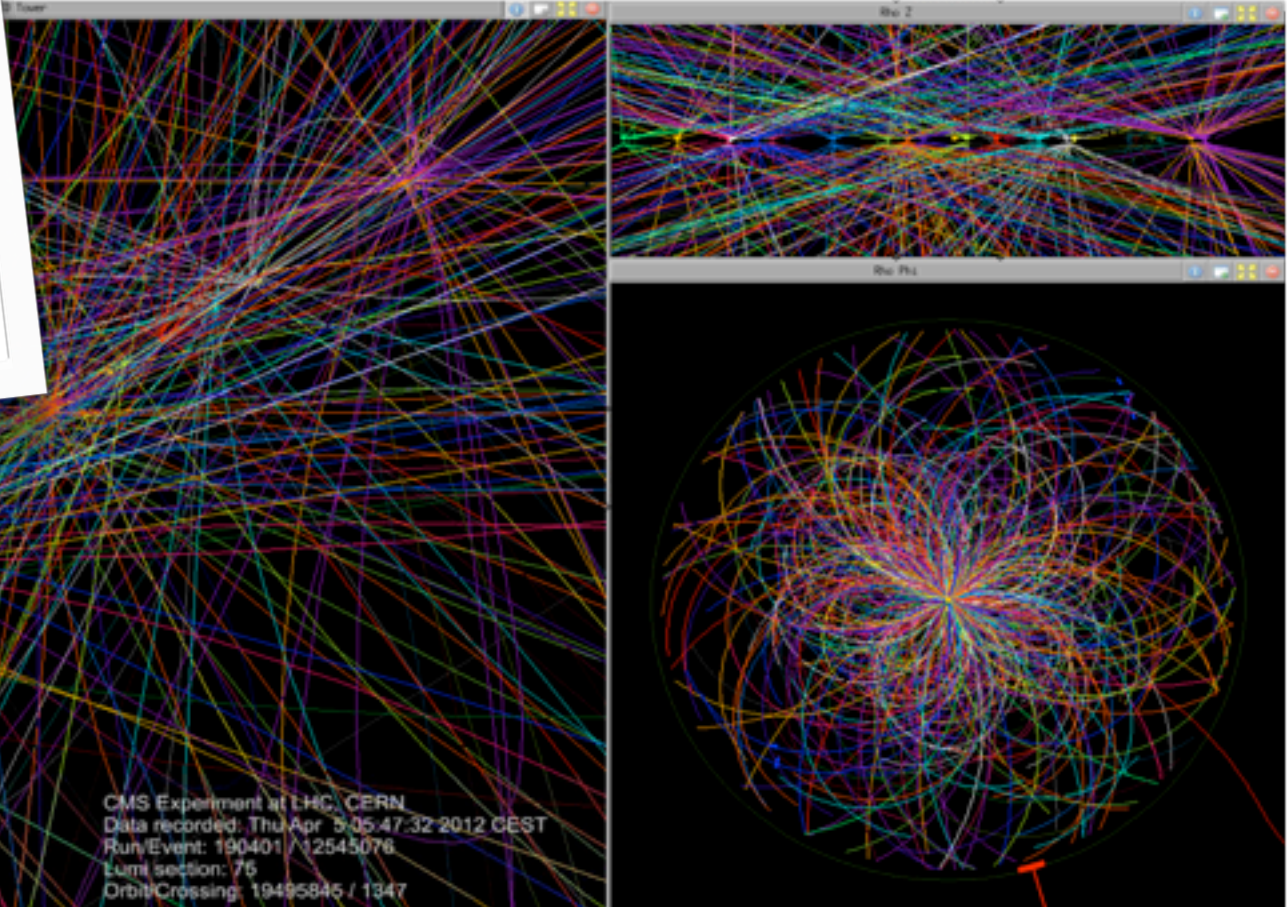 Tower
Rho Z
Rho Phi
CMS Experiment at LHC, CERN
Data recorded: Thu Apr 5 05:47:32 2012 CEST
Run/Event: 190401 / 12545076
Lumi section: 75
Orbit/Crossing: 19495845 / 1347